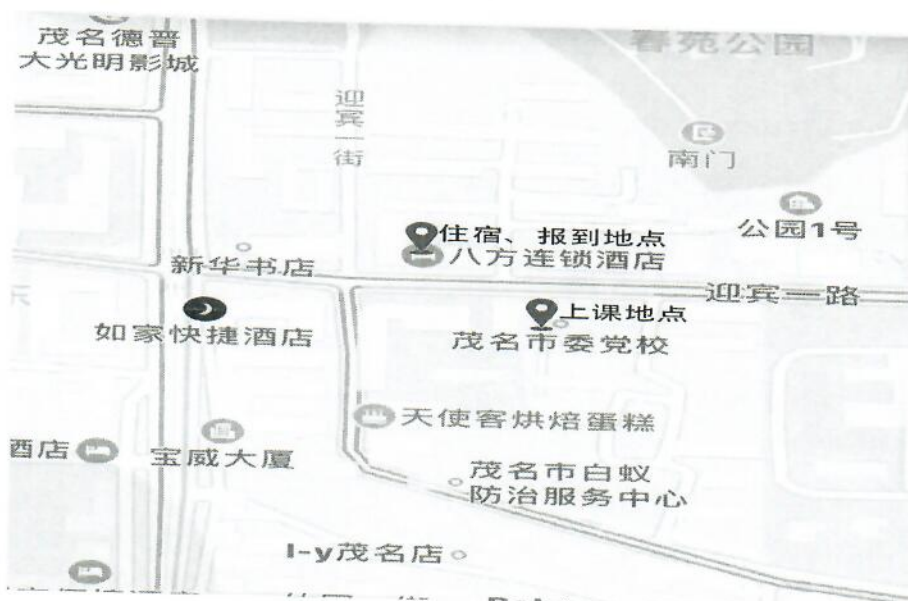 茂名德晋
大光明影城
春苑公园
迎宾一街
南门
公园1号
住宿、报到地点
八方连锁酒店
新华书店
迎宾一路
上课地点
如家快捷酒店
茂名市委党校
天使客烘焙蛋糕
酒店
宝威大厦
茂名市白蚁
防治服务中心
I-y茂名店